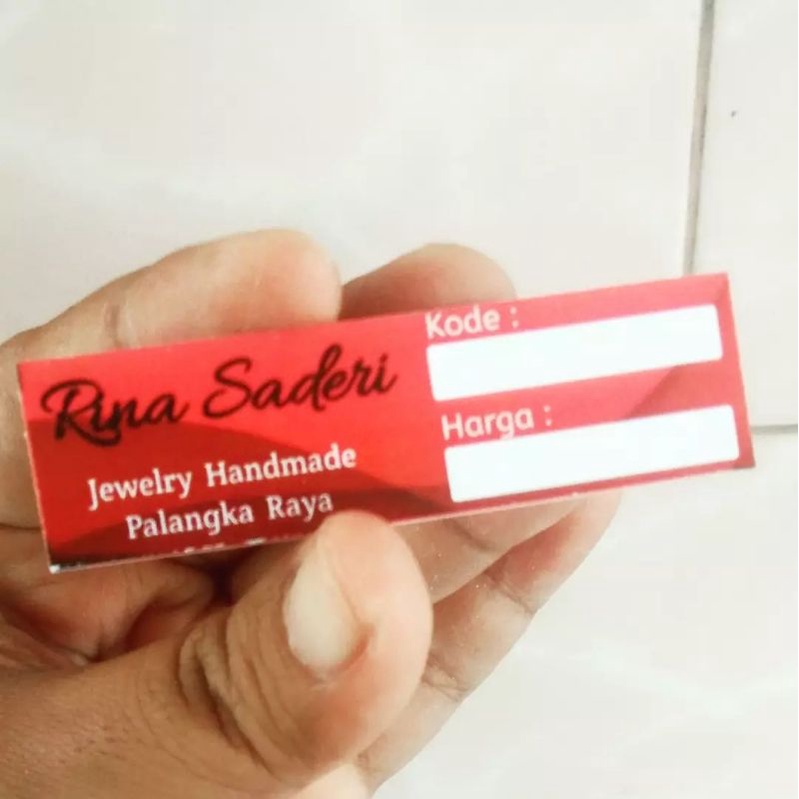 Rina Saderi
Jewelry Handmade
Palangka Raya
Kode :
Harga :